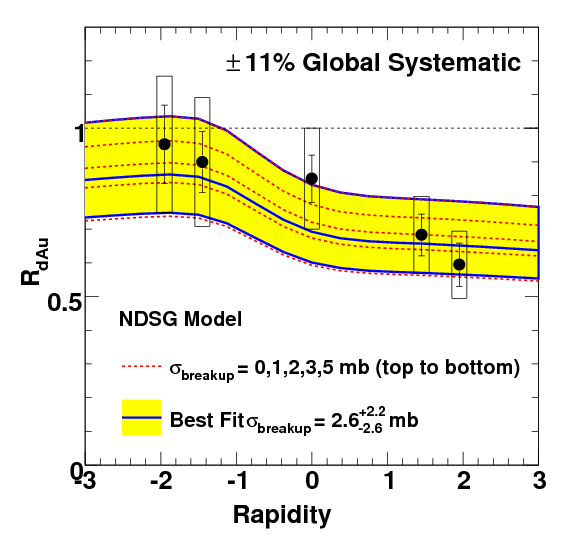 ±11% Global Systematic
1
R_dAu
0.5
NDSG Model
σ_breakup = 0,1,2,3,5 mb (top to bottom)
Best Fit σ_breakup = 2.6 +2.2 -2.6 mb
0
-3 -2 -1 0 1 2 3
Rapidity